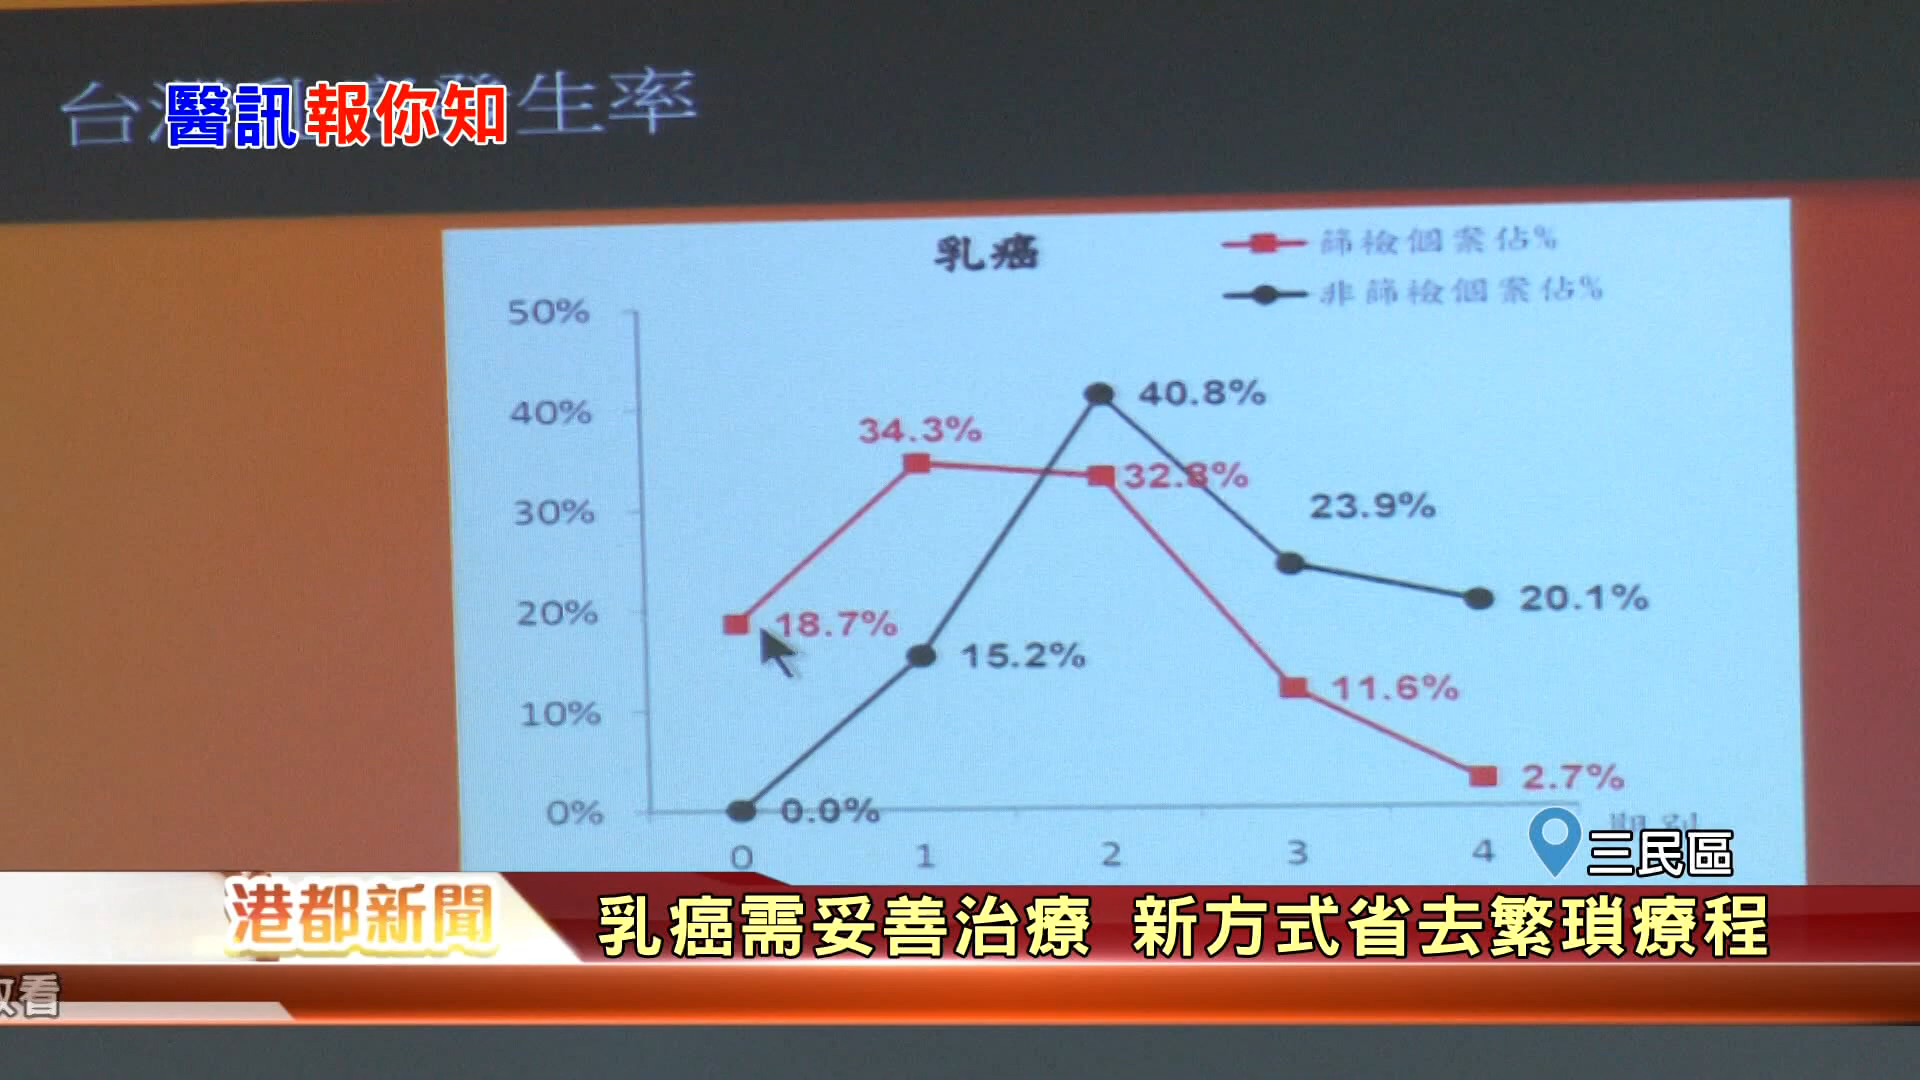 台灣 生率
醫訊報你知
乳癌
篩檢個案佔%
非篩檢個案佔%
50%
40%
30%
20%
10%
0%
40.8%
34.3%
32.8%
23.9%
18.7%
20.1%
15.2%
11.6%
2.7%
0.0%
0 1 2 3 4
三民區
港都新聞
乳癌需妥善治療 新方式省去繁瑣療程
看